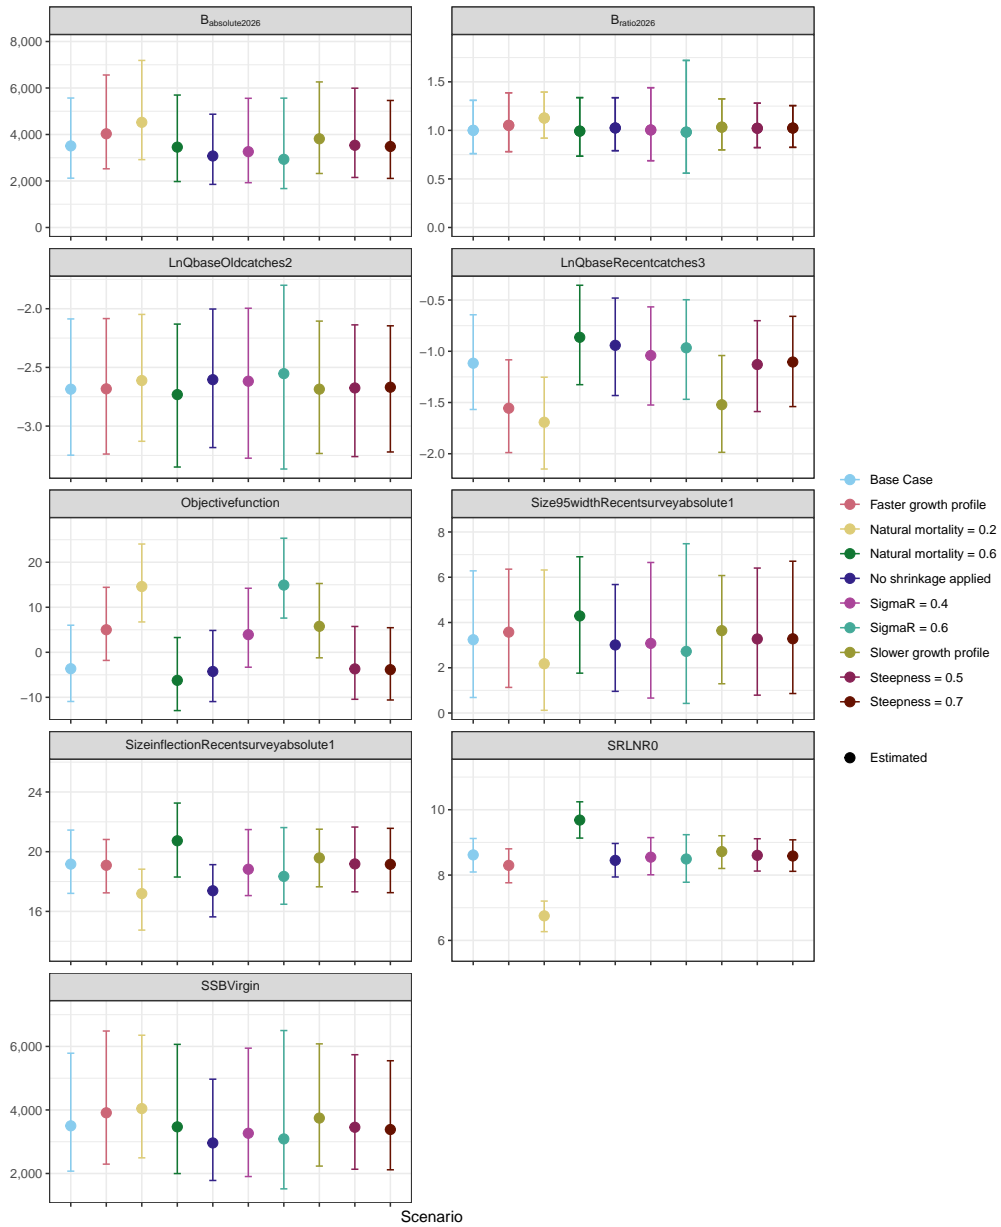 Babsolute2026
Bratio2026
8,000
6,000
4,000
2,000
0
1.5
1.0
0.5
0.0
LnQbaseOldcatches2
LnQbaseRecentcatches3
−2.0
−2.5
−3.0
−0.5
−1.0
−1.5
−2.0
Objectivefunction
Size95widthRecentsurveyabsolute1
20
10
0
−10
8
6
4
2
0
SizeinflectionRecentsurveyabsolute1
SRLNR0
24
20
16
10
8
6
SSBVirgin
6,000
4,000
2,000
Scenario
Base Case
Faster growth profile
Natural mortality = 0.2
Natural mortality = 0.6
No shrinkage applied
SigmaR = 0.4
SigmaR = 0.6
Slower growth profile
Steepness = 0.5
Steepness = 0.7
Estimated